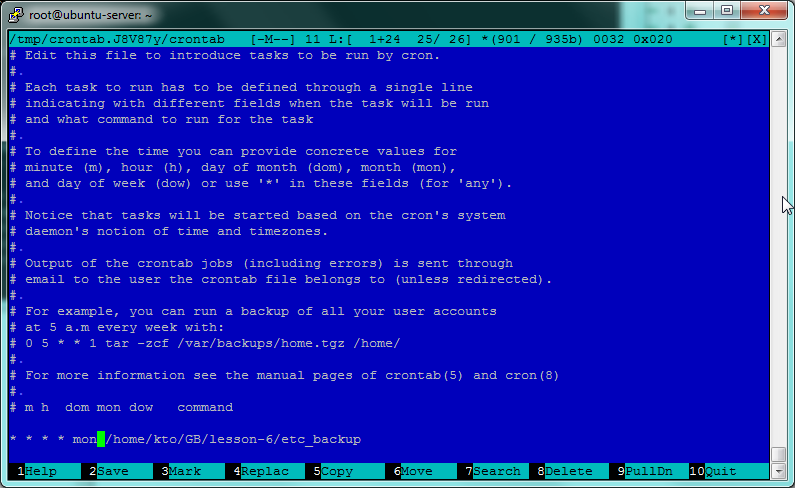 root@ubuntu-server: ~
/tmp/crontab.J8V87y/crontab [-M--] 11 L:[ 1+24 25/ 26] *(901 / 935b) 0032 0x020 [*][X]
# Edit this file to introduce tasks to be run by cron.
#.
# Each task to run has to be defined through a single line
# indicating with different fields when the task will be run
# and what command to run for the task
#.
# To define the time you can provide concrete values for
# minute (m), hour (h), day of month (dom), month (mon),
# and day of week (dow) or use '*' in these fields (for 'any').
#.
# Notice that tasks will be started based on the cron's system
# daemon's notion of time and timezones.
#.
# Output of the crontab jobs (including errors) is sent through
# email to the user the crontab file belongs to (unless redirected).
#.
# For example, you can run a backup of all your user accounts
# at 5 a.m every week with:
# 0 5 * * 1 tar -zcf /var/backups/home.tgz /home/
#.
# For more information see the manual pages of crontab(5) and cron(8)
#.
# m h  dom mon dow   command
* * * * mon /home/kto/GB/lesson-6/etc_backup
1Help 2Save 3Mark 4Replac 5Copy 6Move 7Search 8Delete 9PullDn 10Quit